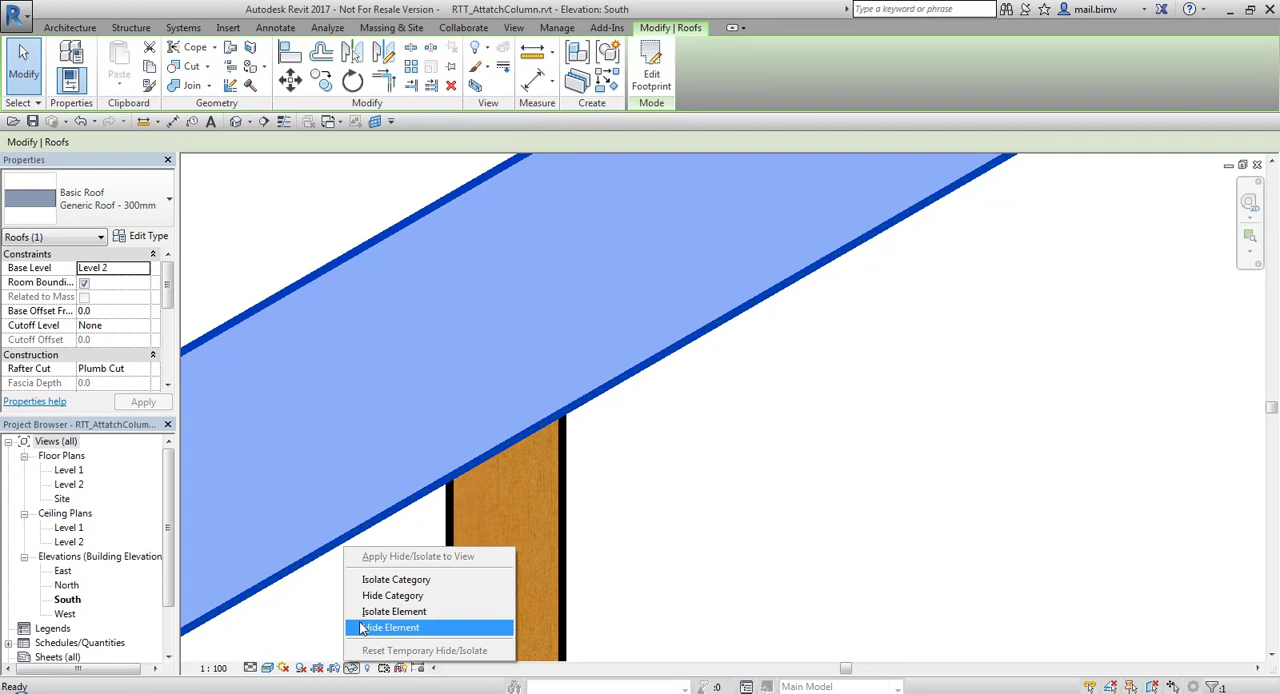 Autodesk Revit 2017 - Not For Resale Version - RTT_AttatchColumn.rvt - Elevation: South
Type a keyword or phrase
mail.bimv
Architecture Structure Systems Insert Annotate Analyze Massing & Site Collaborate View Manage Add-Ins Modify | Roofs
Modify
Paste
Cope
Cut
Join
Edit
Footprint
Select Properties Clipboard Geometry Modify View Measure Create Mode
Modify | Roofs
Properties
Basic Roof
Generic Roof - 300mm
Roofs (1)
Edit Type
Constraints
Base Level Level 2
Room Boundi...
Related to Mass
Base Offset Fr... 0.0
Cutoff Level None
Cutoff Offset 0.0
Construction
Rafter Cut Plumb Cut
Fascia Depth 0.0
Properties help
Apply
Project Browser - RTT_AttatchColum...
Views (all)
Floor Plans
Level 1
Level 2
Site
Ceiling Plans
Level 1
Level 2
Elevations (Building Elevation
East
North
South
West
Legends
Schedules/Quantities
Sheets (all)
Apply Hide/Isolate to View
Isolate Category
Hide Category
Isolate Element
Hide Element
Reset Temporary Hide/Isolate
1 : 100
Ready
:0
Main Model
:1